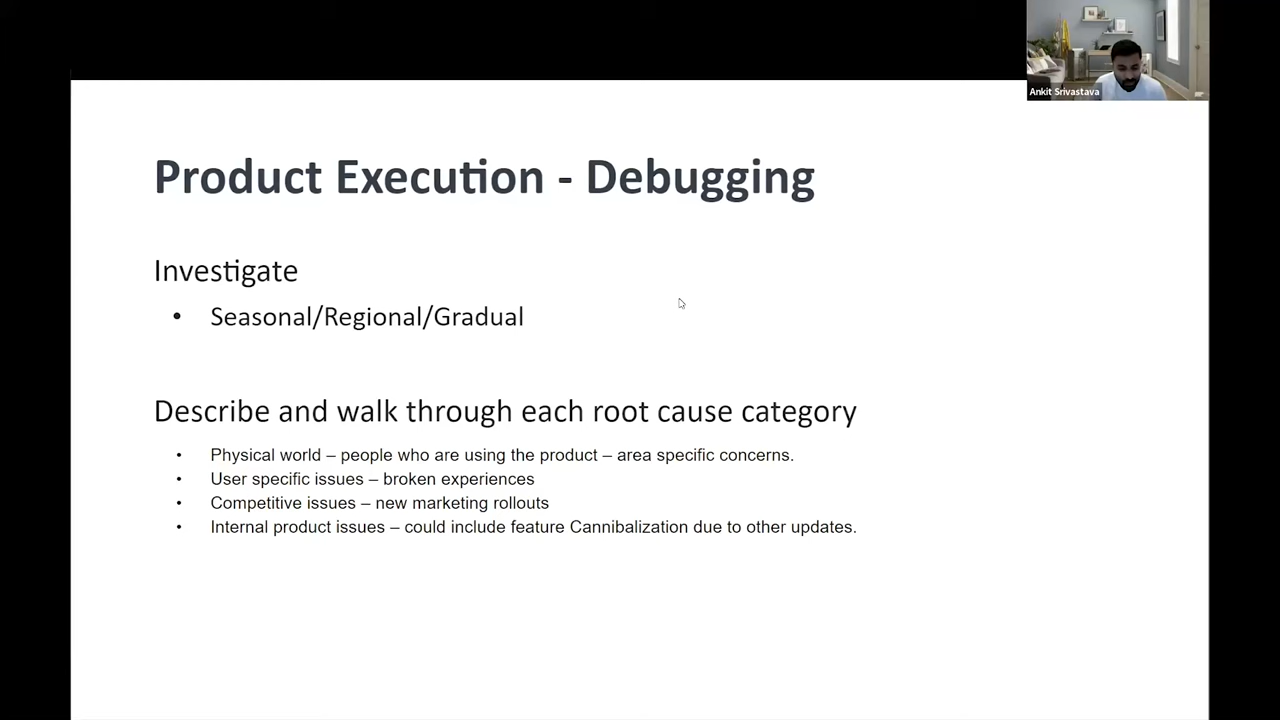 Ankit Srivastava
Product Execution - Debugging
Investigate
• Seasonal/Regional/Gradual
Describe and walk through each root cause category
• Physical world – people who are using the product – area specific concerns.
• User specific issues – broken experiences
• Competitive issues – new marketing rollouts
• Internal product issues – could include feature Cannibalization due to other updates.